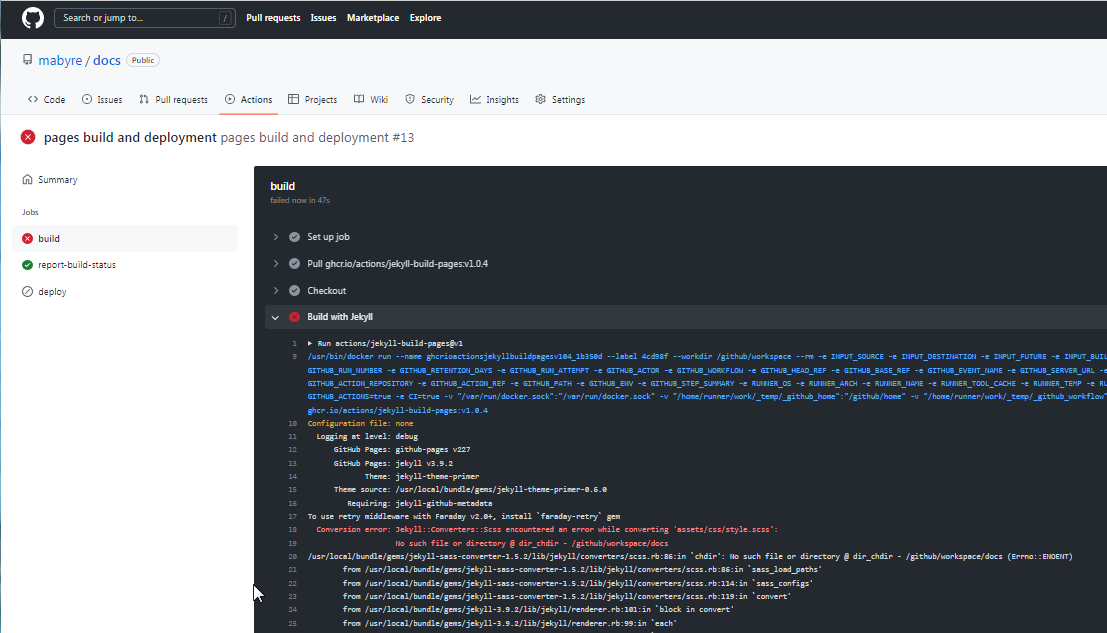 Search or jump to... /
Pull requests Issues Marketplace Explore
mabyre / docs Public
Code Issues Pull requests Actions Projects Wiki Security Insights Settings
pages build and deployment pages build and deployment #13
Summary
Jobs
build
report-build-status
deploy
build
failed now in 47s
Set up job
Pull ghcr.io/actions/jekyll-build-pages:v1.0.4
Checkout
Build with Jekyll
1 Run actions/jekyll-build-pages@v1
9 /usr/bin/docker run --name ghcrioactionsjekyllbuildpagesv104_1b350d --label 4cd98f --workdir /github/workspace --rm -e INPUT_SOURCE -e INPUT_DESTINATION -e INPUT_FUTURE -e INPUT_BUIL
GITHUB_RUN_NUMBER -e GITHUB_RETENTION_DAYS -e GITHUB_RUN_ATTEMPT -e GITHUB_ACTOR -e GITHUB_WORKFLOW -e GITHUB_HEAD_REF -e GITHUB_BASE_REF -e GITHUB_EVENT_NAME -e GITHUB_SERVER_URL -e
GITHUB_ACTION_REPOSITORY -e GITHUB_ACTION_REF -e GITHUB_PATH -e GITHUB_ENV -e GITHUB_STEP_SUMMARY -e RUNNER_OS -e RUNNER_ARCH -e RUNNER_NAME -e RUNNER_TOOL_CACHE -e RUNNER_TEMP -e RU
GITHUB_ACTIONS=true -e CI=true -v "/var/run/docker.sock":"/var/run/docker.sock" -v "/home/runner/work/_temp/_github_home":"/github/home" -v "/home/runner/work/_temp/_github_workflow"
ghcr.io/actions/jekyll-build-pages:v1.0.4
10 Configuration file: none
11 Logging at level: debug
12 GitHub Pages: github-pages v227
13 GitHub Pages: jekyll v3.9.2
14 Theme: jekyll-theme-primer
15 Theme source: /usr/local/bundle/gems/jekyll-theme-primer-0.6.0
16 Requiring: jekyll-github-metadata
17 To use retry middleware with Faraday v2.0+, install `faraday-retry` gem
18 Conversion error: Jekyll::Converters::Scss encountered an error while converting 'assets/css/style.scss':
19 No such file or directory @ dir_chdir - /github/workspace/docs
20 /usr/local/bundle/gems/jekyll-sass-converter-1.5.2/lib/jekyll/converters/scss.rb:86:in `chdir': No such file or directory @ dir_chdir - /github/workspace/docs (Errno::ENOENT)
21 from /usr/local/bundle/gems/jekyll-sass-converter-1.5.2/lib/jekyll/converters/scss.rb:86:in `sass_load_paths'
22 from /usr/local/bundle/gems/jekyll-sass-converter-1.5.2/lib/jekyll/converters/scss.rb:114:in `sass_configs'
23 from /usr/local/bundle/gems/jekyll-sass-converter-1.5.2/lib/jekyll/converters/scss.rb:119:in `convert'
24 from /usr/local/bundle/gems/jekyll-3.9.2/lib/jekyll/renderer.rb:101:in `block in convert'
25 from /usr/local/bundle/gems/jekyll-3.9.2/lib/jekyll/renderer.rb:99:in `each'